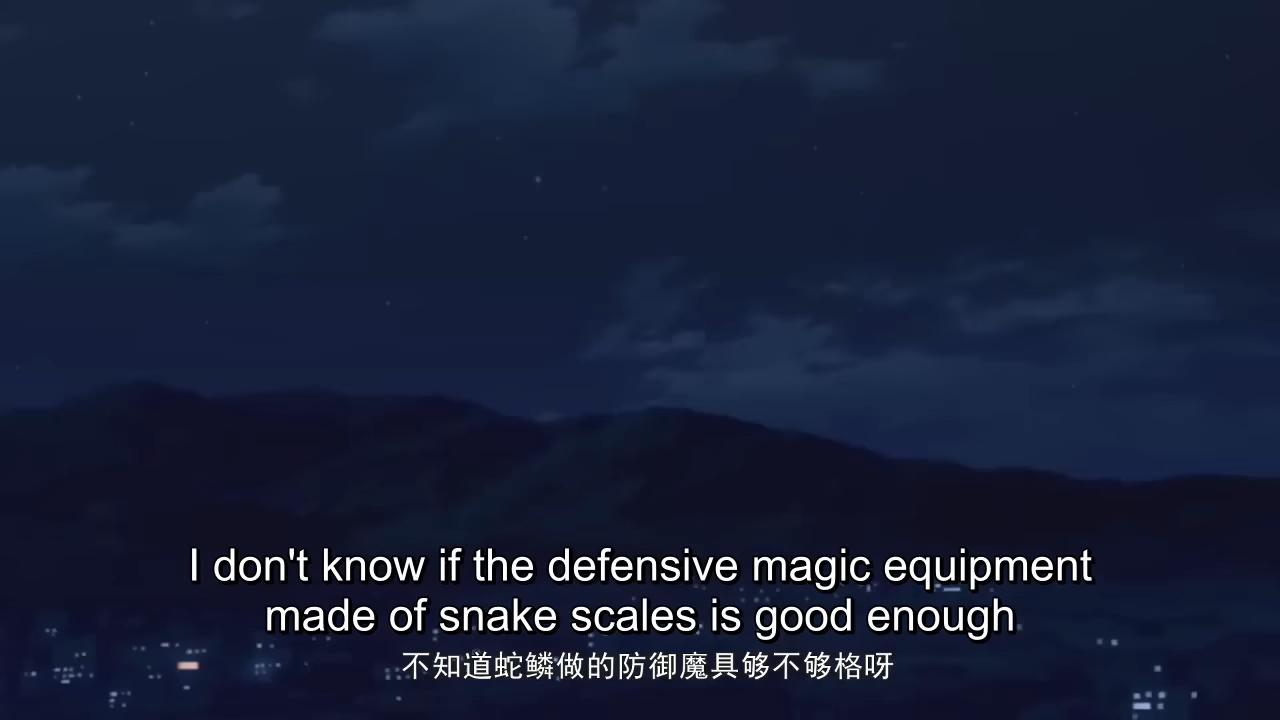 I don't know if the defensive magic equipment
made of snake scales is good enough
不知道蛇鳞做的防御魔具够不够格呀